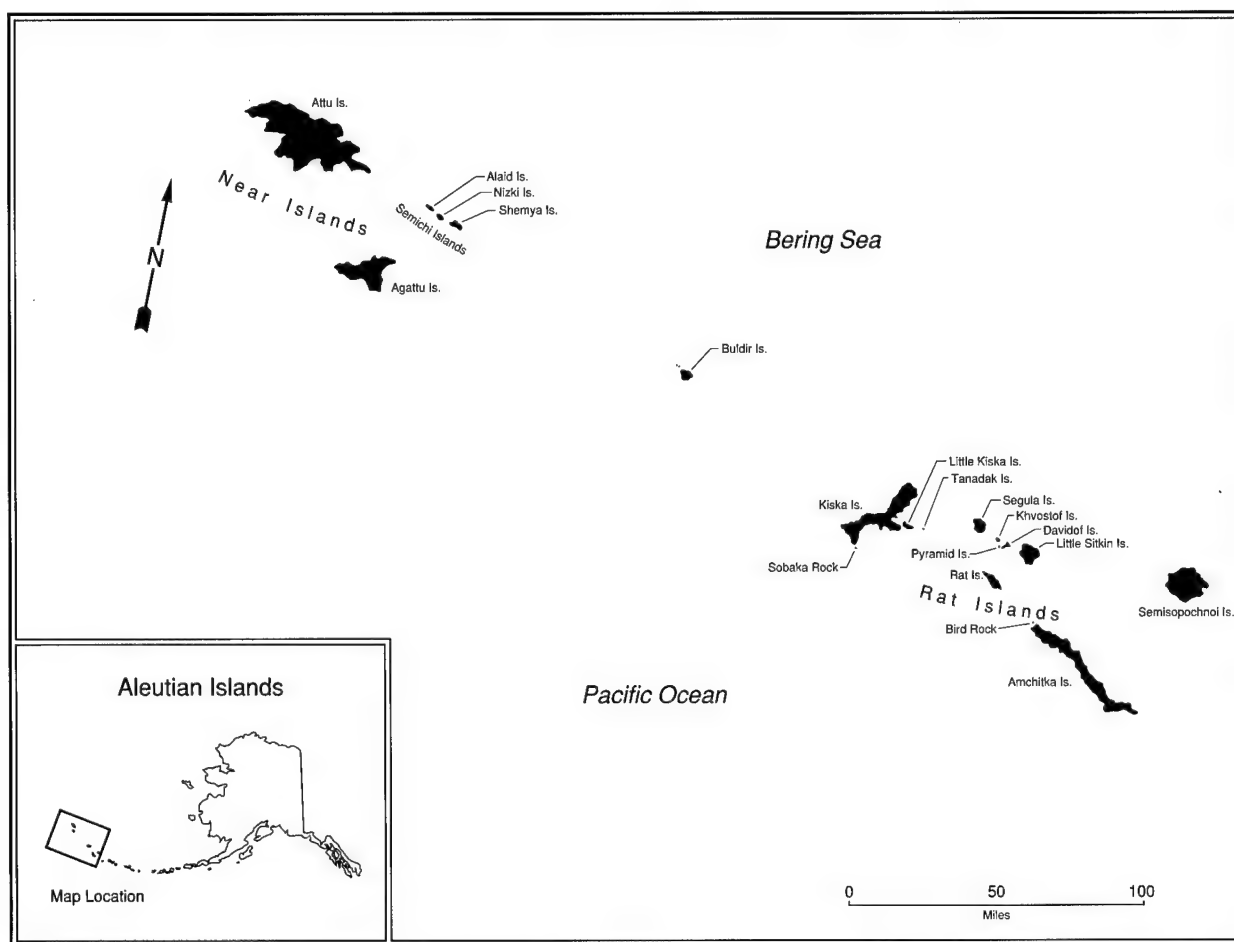 Attu Is.
Near Islands
Alaid Is.
Nizki Is.
Shemya Is.
Semichi Islands
N
Bering Sea
Agattu Is.
Buldir Is.
Little Kiska Is.
Tanadak Is.
Kiska Is.
Segula Is.
Khvostof Is.
Davidof Is.
Pyramid Is.
Little Sitkin Is.
Sobaka Rock
Rat Is.
Rat Islands
Semisopochnoi Is.
Bird Rock
Amchitka Is.
Pacific Ocean
Aleutian Islands
Map Location
0 50 100
Miles